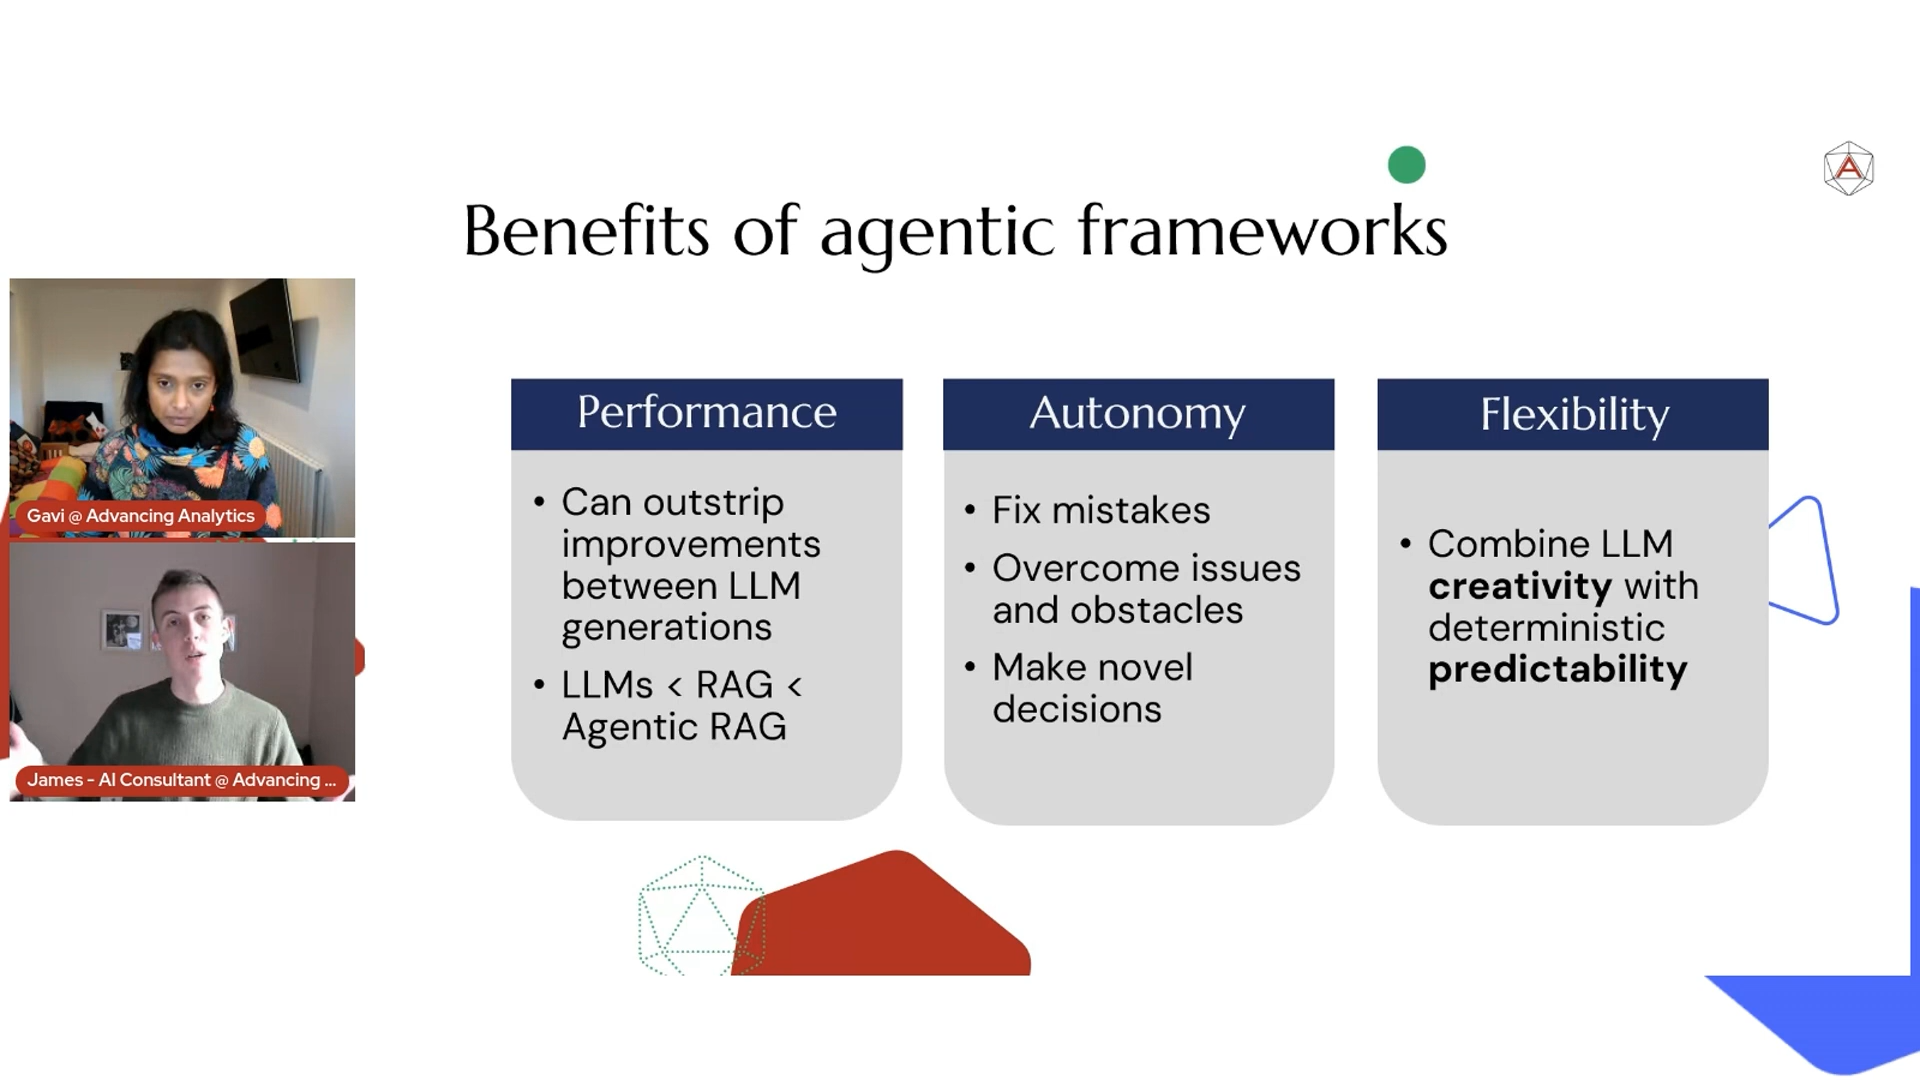 Benefits of agentic frameworks
Gavi @ Advancing Analytics
James - AI Consultant @ Advancing ...
Performance
• Can outstrip
improvements
between LLM
generations
• LLMs < RAG <
Agentic RAG
Autonomy
• Fix mistakes
• Overcome issues
and obstacles
• Make novel
decisions
Flexibility
• Combine LLM
creativity with
deterministic
predictability
A